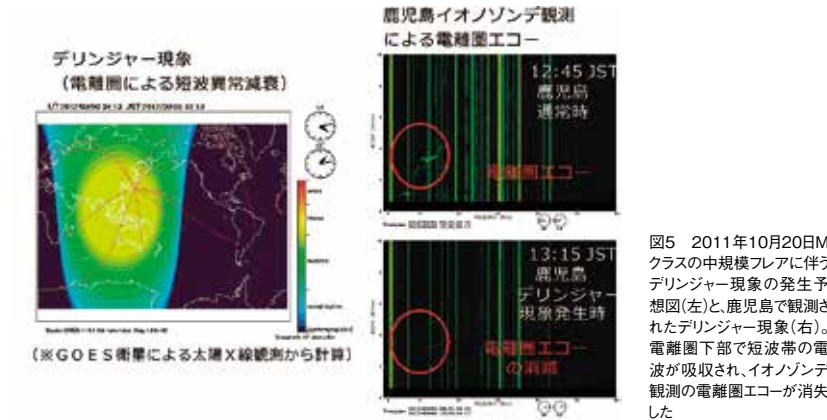 デリンジャー現象
（電離圏による短波異常減衰）
（※ＧＯＥＳ衛星による太陽Ｘ線観測から計算）
鹿児島イオノゾンデ観測
による電離圏エコー
12:45 JST
鹿児島
通常時
電離圏エコー
13:15 JST
鹿児島
デリンジャー
現象発生時
電離圏エコー
の消滅
図5　2011年10月20日M
クラスの中規模フレアに伴う
デリンジャー現象の発生予
想図(左)と、鹿児島で観測さ
れたデリンジャー現象(右)。
電離圏下部で短波帯の電
波が吸収され、イオノゾンデ
観測の電離圏エコーが消失
した